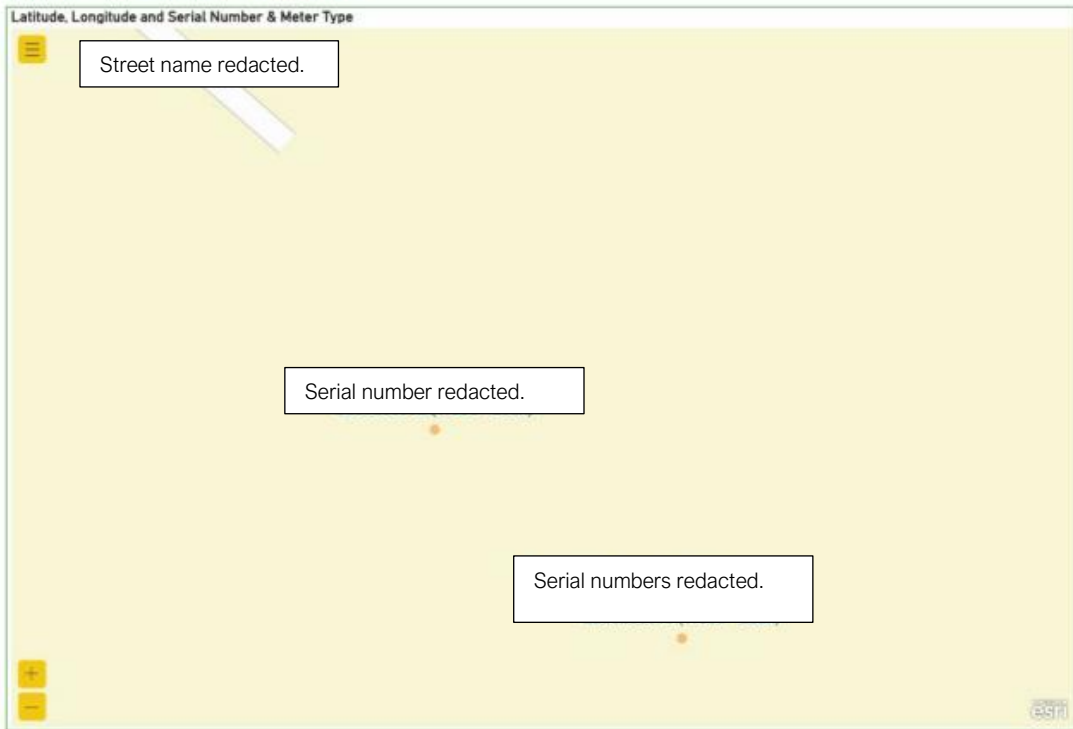 Latitude, Longitude and Serial Number & Meter Type
Street name redacted.
Serial number redacted.
Serial numbers redacted.
esri